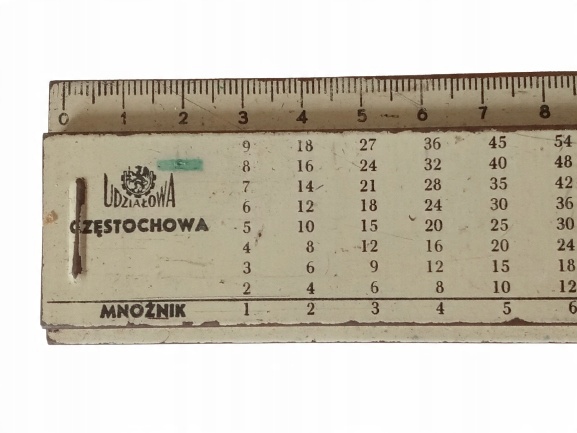 0 1 2 3 4 5 6 7 8
9 18 27 36 45 54
8 16 24 32 40 48
7 14 21 28 35 42
UDZIAŁOWA
6 12 18 24 30 36
CZĘSTOCHOWA
5 10 15 20 25 30
4 8 12 16 20 24
3 6 9 12 15 18
2 4 6 8 10 12
MNOŻNIK 1 2 3 4 5 6